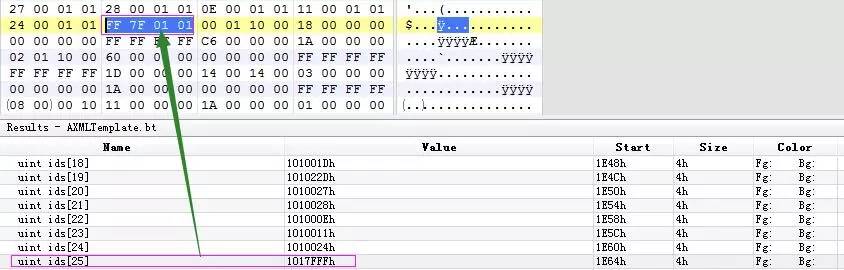 27 00 01 01 28 00 01 01 0E 00 01 01 11 00 01 01 '...(...........
24 00 01 01 FF 7F 01 01 00 01 10 00 18 00 00 00 $...ÿ...........
00 00 00 00 FF FF FF FF C6 00 00 00 1A 00 00 00 ....ÿÿÿÿÆ.......
02 01 10 00 60 00 00 00 00 00 00 00 FF FF FF FF ....`.......ÿÿÿÿ
FF FF FF FF 1D 00 00 00 14 00 14 00 03 00 00 00 ÿÿÿÿ............
00 00 00 00 1A 00 00 00 00 00 00 00 FF FF FF FF ............ÿÿÿÿ
(08 00) 00 10 11 00 00 00 1A 00 00 00 01 00 00 00 (..)..............
Results - AXMLTemplate.bt
Name Value Start Size Color
uint ids[18] 101001Dh 1E48h 4h Fg: Bg:
uint ids[19] 101022Dh 1E4Ch 4h Fg: Bg:
uint ids[20] 1010027h 1E50h 4h Fg: Bg:
uint ids[21] 1010028h 1E54h 4h Fg: Bg:
uint ids[22] 101000Eh 1E58h 4h Fg: Bg:
uint ids[23] 1010011h 1E5Ch 4h Fg: Bg:
uint ids[24] 1010024h 1E60h 4h Fg: Bg:
uint ids[25] 1017FFFh 1E64h 4h Fg: Bg: